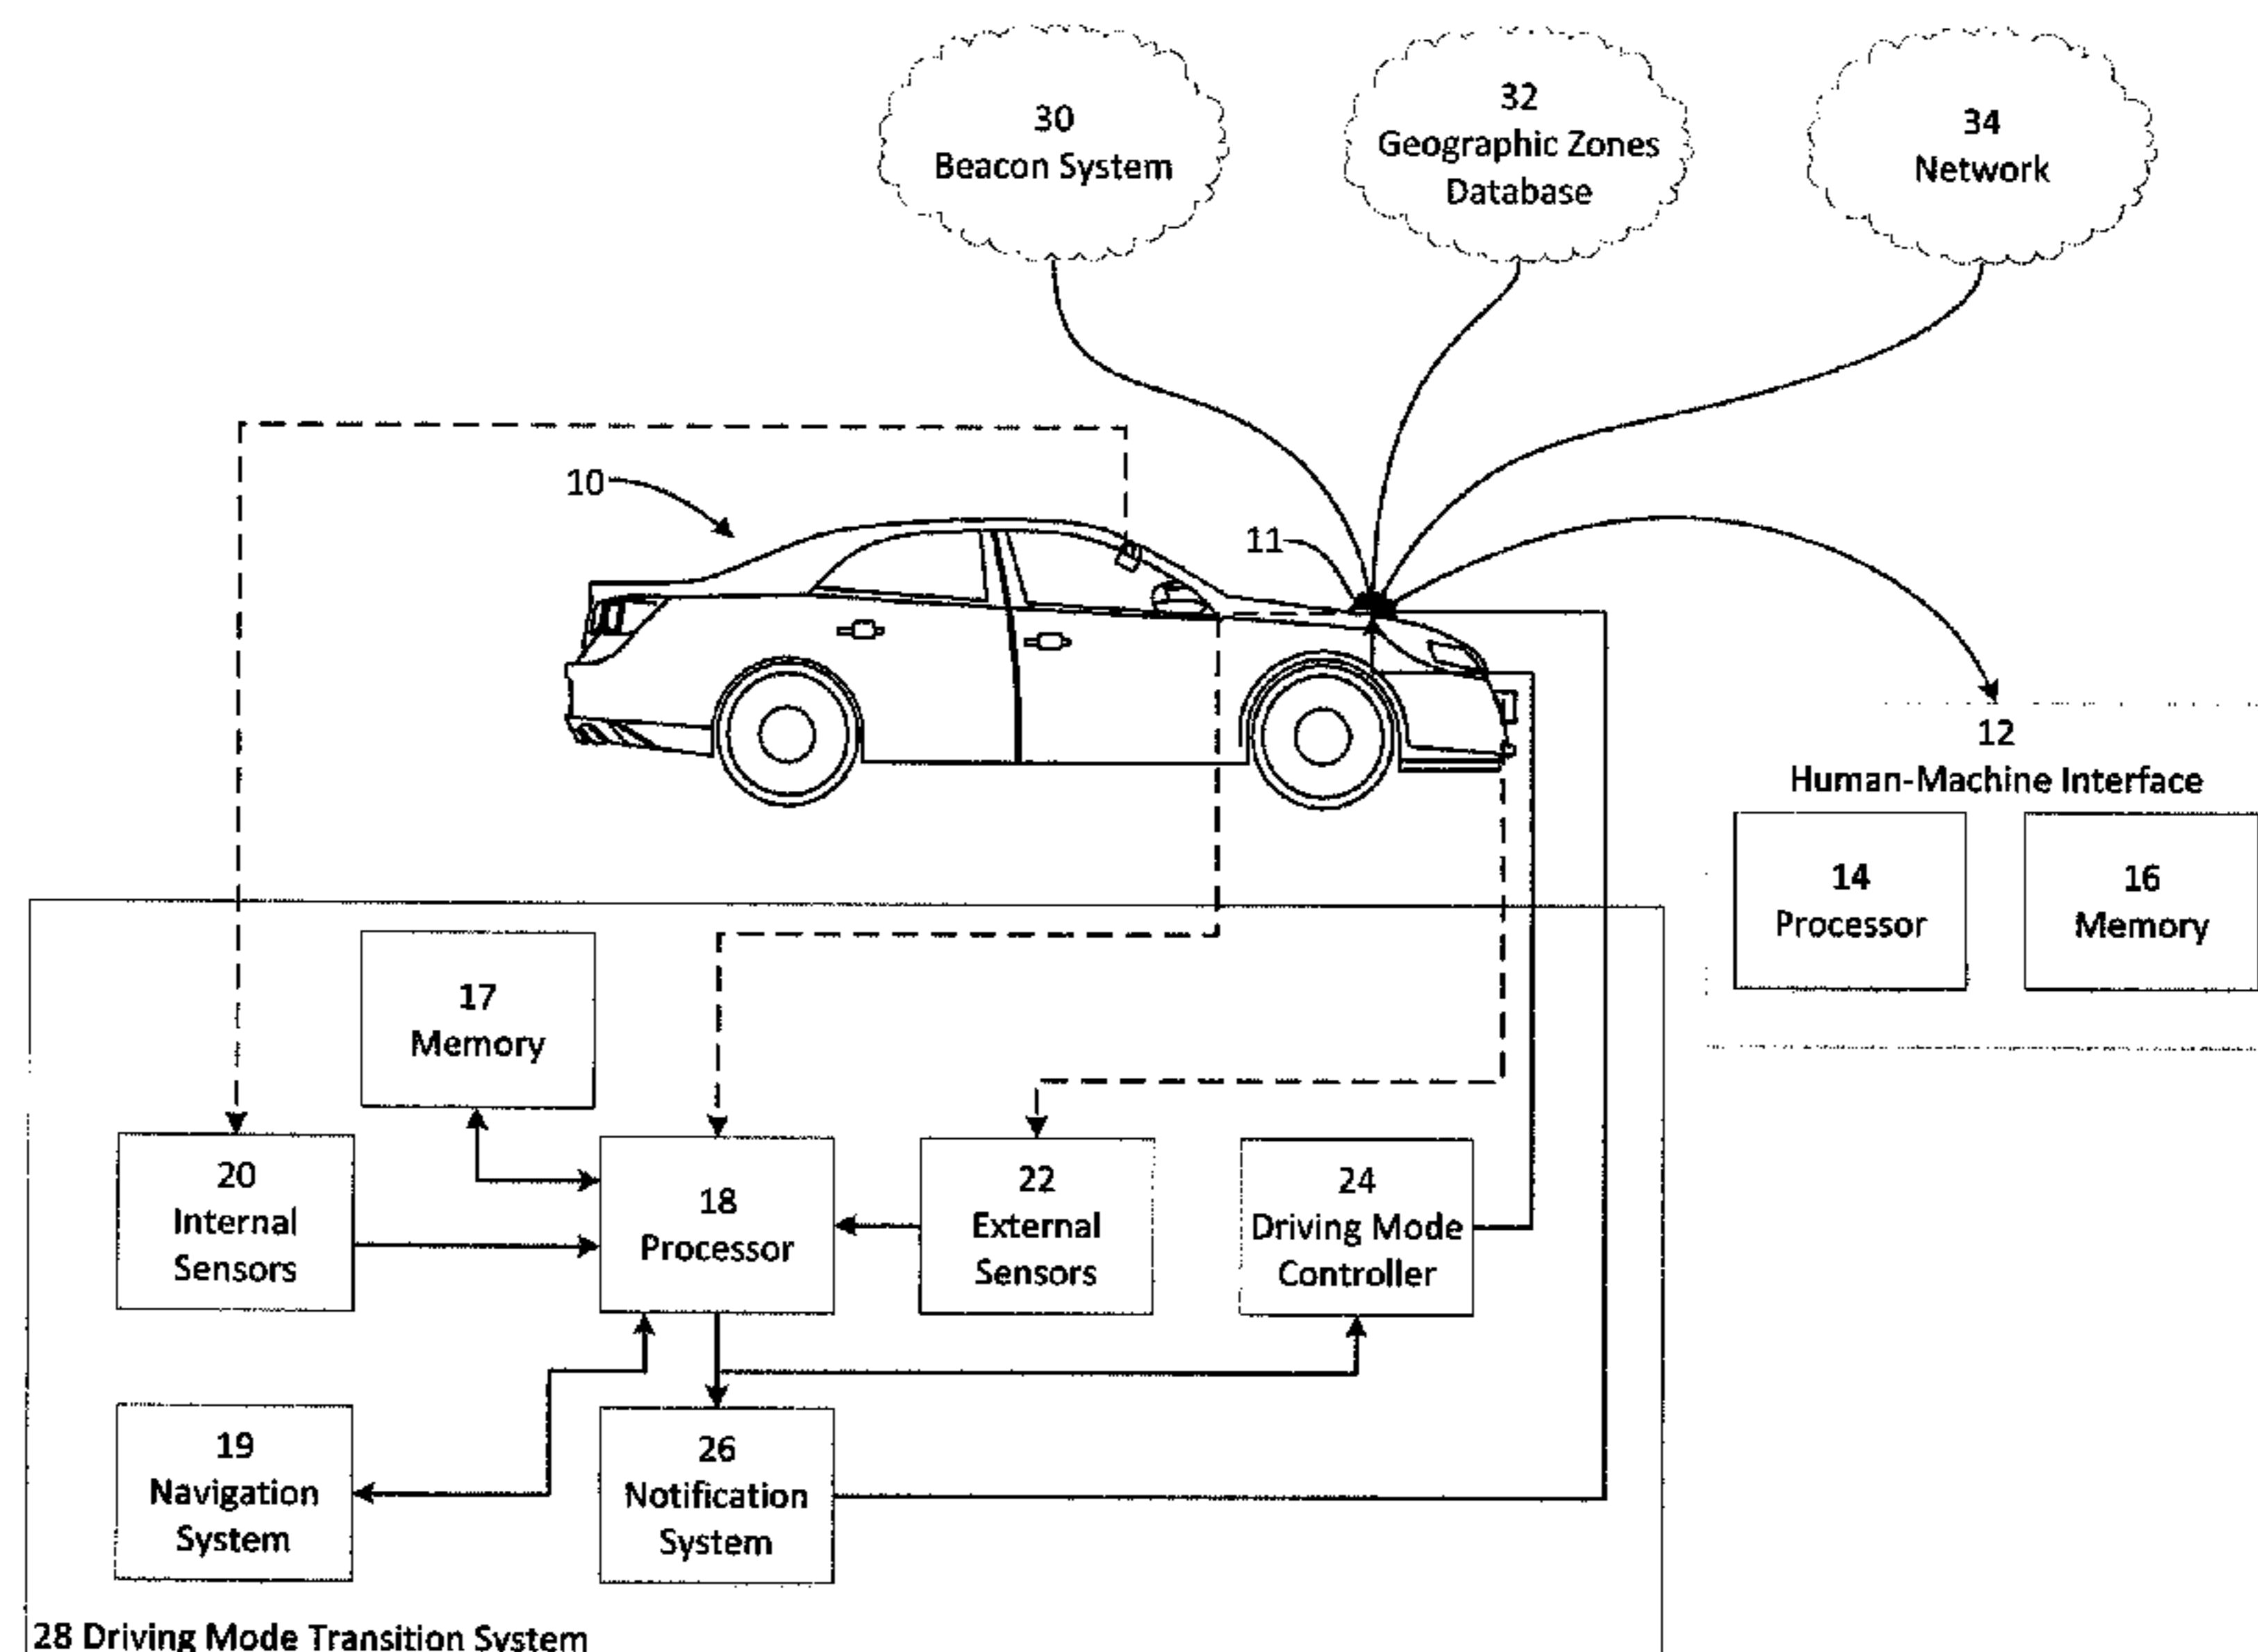 30
Beacon System
32
Geographic Zones
Database
34
Network
10
11
12
Human-Machine Interface
14
Processor
16
Memory
17
Memory
20
Internal
Sensors
18
Processor
22
External
Sensors
24
Driving Mode
Controller
19
Navigation
System
26
Notification
System
28 Driving Mode Transition System